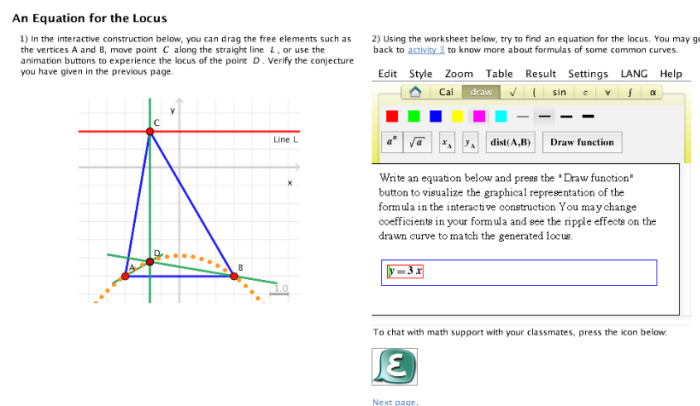 An Equation for the Locus
1) In the interactive construction below, you can drag the free elements such as
the vertices A and B, move point C along the straight line L, or use the
animation buttons to experience the locus of the point D. Verify the conjecture
you have given in the previous page.
y
C
Line L
x
D
A
B
1.0
2) Using the worksheet below, try to find an equation for the locus. You may g
back to activity 3 to know more about formulas of some common curves.
Edit Style Zoom Table Result Settings LANG Help
Cal draw √ { sin ∀ ∫ α
√a x_A y_A dist(A,B) Draw function
Write an equation below and press the "Draw function"
button to visualize the graphical representation of the
formula in the interactive construction You may change
coefficients in your formula and see the ripple effects on the
drawn curve to match the generated locus.
y = 3 x
To chat with math support with your classmates, press the icon below:
Next page.